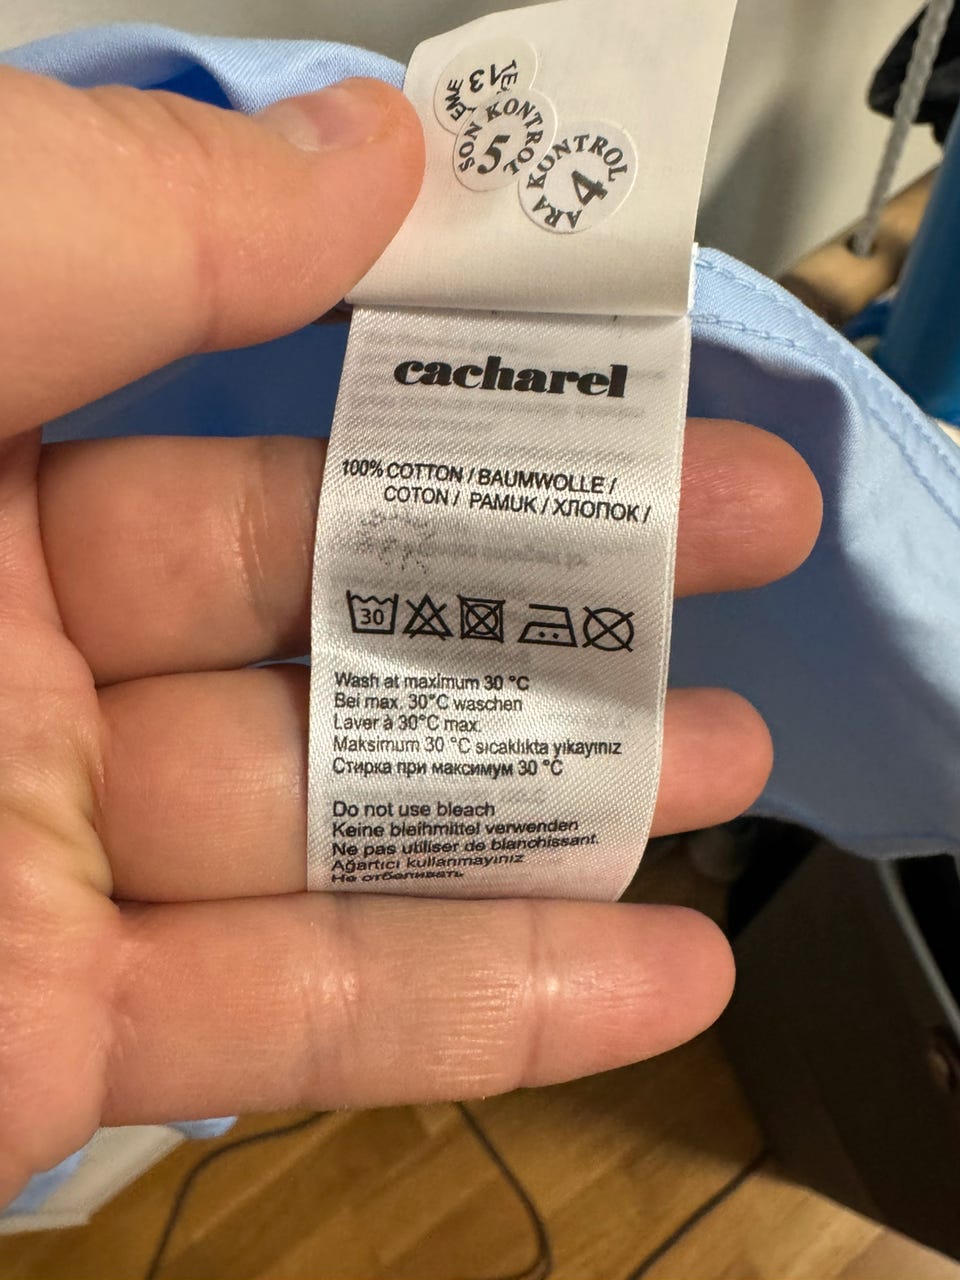 13
SON KONTROL
5
ARA KONTROL
4
cacharel
100% COTTON / BAUMWOLLE /
COTON / PAMUK / ХЛОПОК /
30
Wash at maximum 30 °C
Bei max. 30°C waschen
Laver à 30°C max.
Maksimum 30 °C sıcaklıkta yıkayınız
Стирка при максимум 30 °C
Do not use bleach
Keine bleihmittel verwenden
Ne pas utiliser de blanchissant.
Ağartıcı kullanmayınız
Не отбеливать